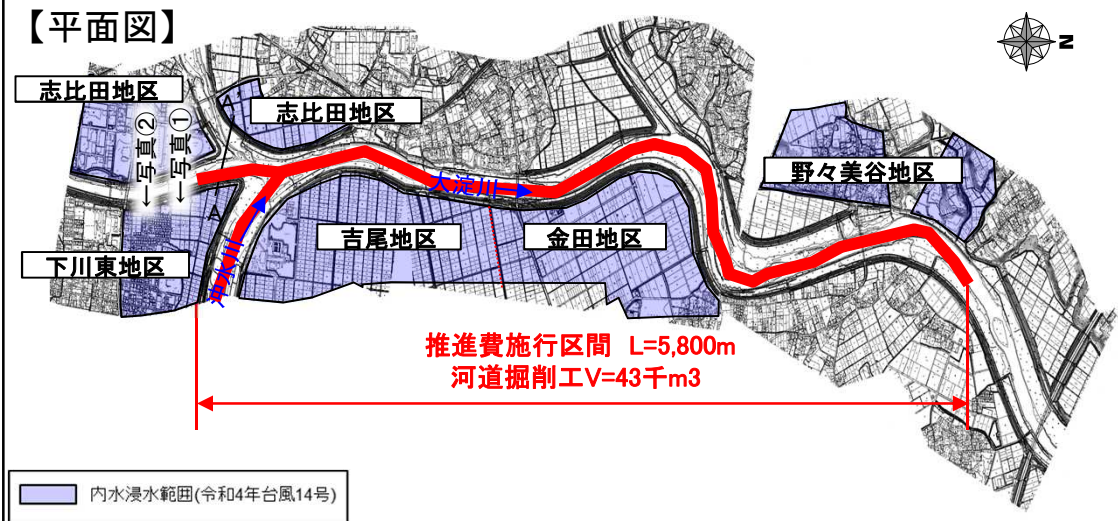 【平面図】
N
志比田地区
志比田地区
←写真②
←写真①
A'
A
大淀川
野々美谷地区
吉尾地区
金田地区
下川東地区
沖水川
推進費施行区間 L=5,800m
河道掘削工V=43千m3
内水浸水範囲(令和4年台風14号)